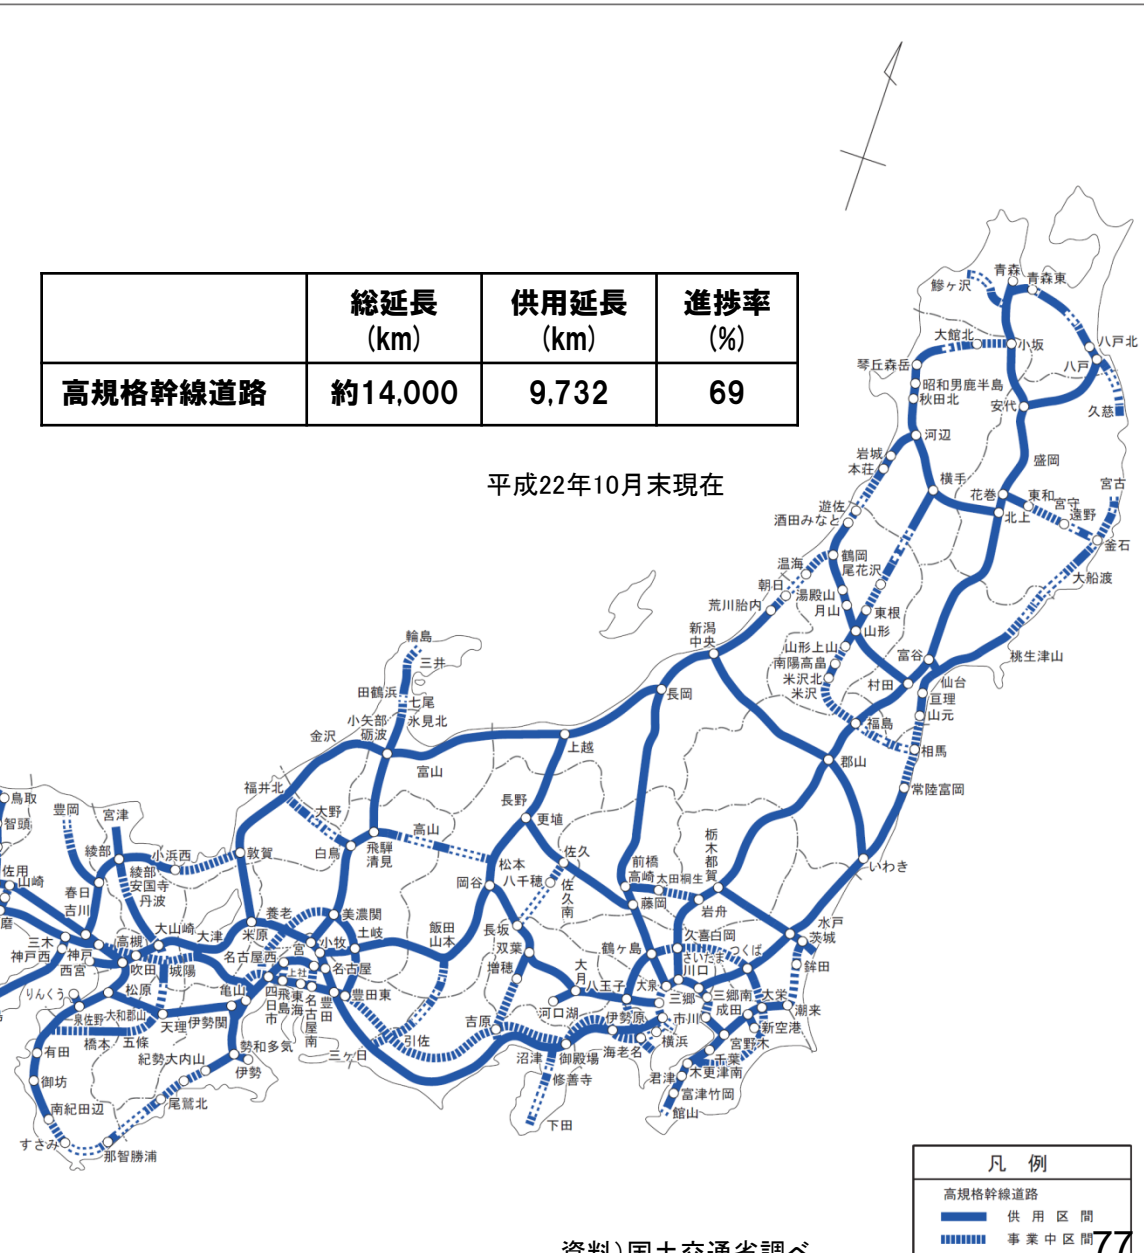 総延長
(km)
供用延長
(km)
進捗率
(%)
高規格幹線道路
約14,000
9,732
69
平成22年10月末現在
青森
青森東
鰺ヶ沢
大館北
小坂
八戸北
八戸
久慈
琴丘森岳
昭和男鹿半島
秋田北
安代
河辺
岩城
本荘
盛岡
横手
花巻
東和
宮守
遠野
宮古
北上
釜石
遊佐
酒田みなと
大船渡
鶴岡
尾花沢
温海
朝日
湯殿山
月山
荒川胎内
東根
山形
新潟
中央
山形上山
南陽高畠
米沢北
米沢
富谷
桃生津山
村田
仙台
亘理
山元
福島
相馬
輪島
三井
田鶴浜
七尾
氷見北
小矢部
砺波
金沢
富山
長岡
上越
郡山
常陸富岡
福井北
大野
高山
長野
更埴
白鳥
飛騨
清見
松本
岡谷
八千穂
佐久
佐久南
前橋
高崎
太田桐生
栃木都賀
藤岡
岩舟
いわき
鳥取
智頭
豊岡
宮津
綾部
小浜西
敦賀
佐用
山崎
綾部
安国寺
丹波
春日
吉川
養老
美濃関
三木
神戸西
神戸
西宮
高槻
大山崎
大津
米原
吹田
城陽
名古屋西
一宮
小牧
土岐
飯田
山本
長坂
双葉
増穂
名古屋
上社
鶴ヶ島
久喜白岡
さいたま
つくば
川口
水戸
茨城
鉾田
りんくう
松原
亀山
四日市
飛島
東海
名古屋南
豊田
豊田東
大月
八王子
大泉
三郷
三郷南
大栄
潮来
成田
新空港
泉佐野
大和郡山
天理
伊勢関
河口湖
伊勢原
市川
橋本
五條
三ヶ日
引佐
吉原
沼津
御殿場
海老名
横浜
宮野木
千葉
有田
紀勢大内山
勢和多気
伊勢
修善寺
君津
木更津南
御坊
富津竹岡
館山
南紀田辺
尾鷲北
下田
すさみ
那智勝浦
凡 例
高規格幹線道路
供用区間
事業中区間
77
資料)国土交通省調べ